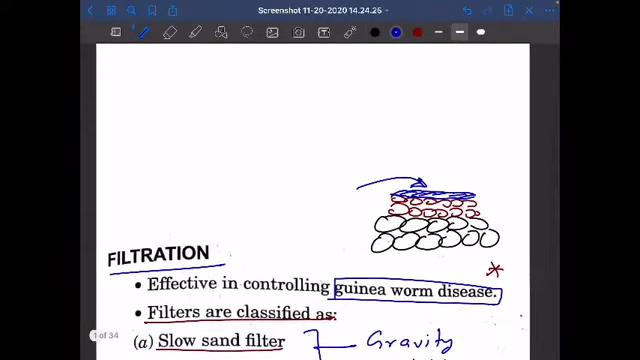 Screenshot 11-20-2020 14.24.26
FILTRATION
• Effective in controlling guinea worm disease.
• Filters are classified as:
(a) Slow sand filter
Gravity
1 of 34